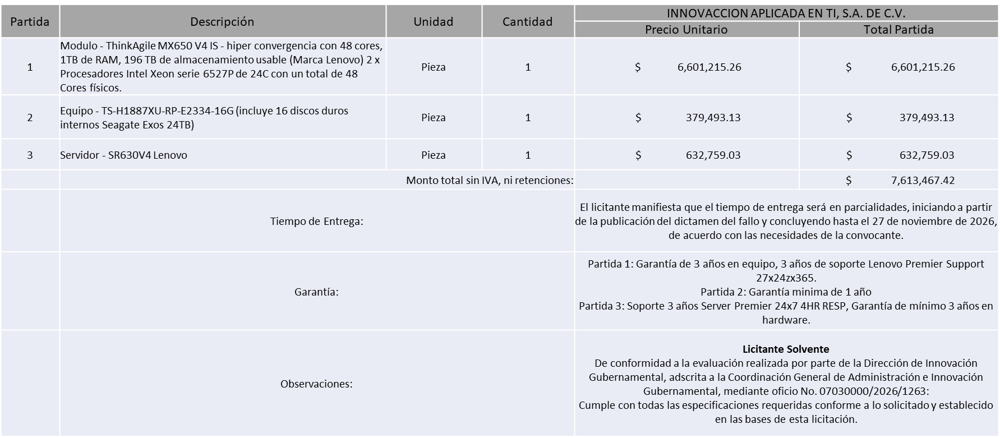 Partida Descripción Unidad Cantidad INNOVACCION APLICADA EN TI, S.A. DE C.V.
Precio Unitario Total Partida
1
Modulo - ThinkAgile MX650 V4 IS - hiper convergencia con 48 cores,
1TB de RAM, 196 TB de almacenamiento usable (Marca Lenovo) 2 x
Procesadores Intel Xeon serie 6527P de 24C con un total de 48
Cores físicos.
Pieza 1 $ 6,601,215.26 $ 6,601,215.26
2
Equipo - TS-H1887XU-RP-E2334-16G (incluye 16 discos duros
internos Seagate Exos 24TB)
Pieza 1 $ 379,493.13 $ 379,493.13
3 Servidor - SR630V4 Lenovo Pieza 1 $ 632,759.03 $ 632,759.03
Monto total sin IVA, ni retenciones: $ 7,613,467.42
Tiempo de Entrega:
El licitante manifiesta que el tiempo de entrega será en parcialidades, iniciando a partir
de la publicación del dictamen del fallo y concluyendo hasta el 27 de noviembre de 2026,
de acuerdo con las necesidades de la convocante.
Garantía:
Partida 1: Garantía de 3 años en equipo, 3 años de soporte Lenovo Premier Support
27x24zx365.
Partida 2: Garantía minima de 1 año
Partida 3: Soporte 3 años Server Premier 24x7 4HR RESP, Garantía de mínimo 3 años en
hardware.
Observaciones:
Licitante Solvente
De conformidad a la evaluación realizada por parte de la Dirección de Innovación
Gubernamental, adscrita a la Coordinación General de Administración e Innovación
Gubernamental, mediante oficio No. 07030000/2026/1263:
Cumple con todas las especificaciones requeridas conforme a lo solicitado y establecido
en las bases de esta licitación.